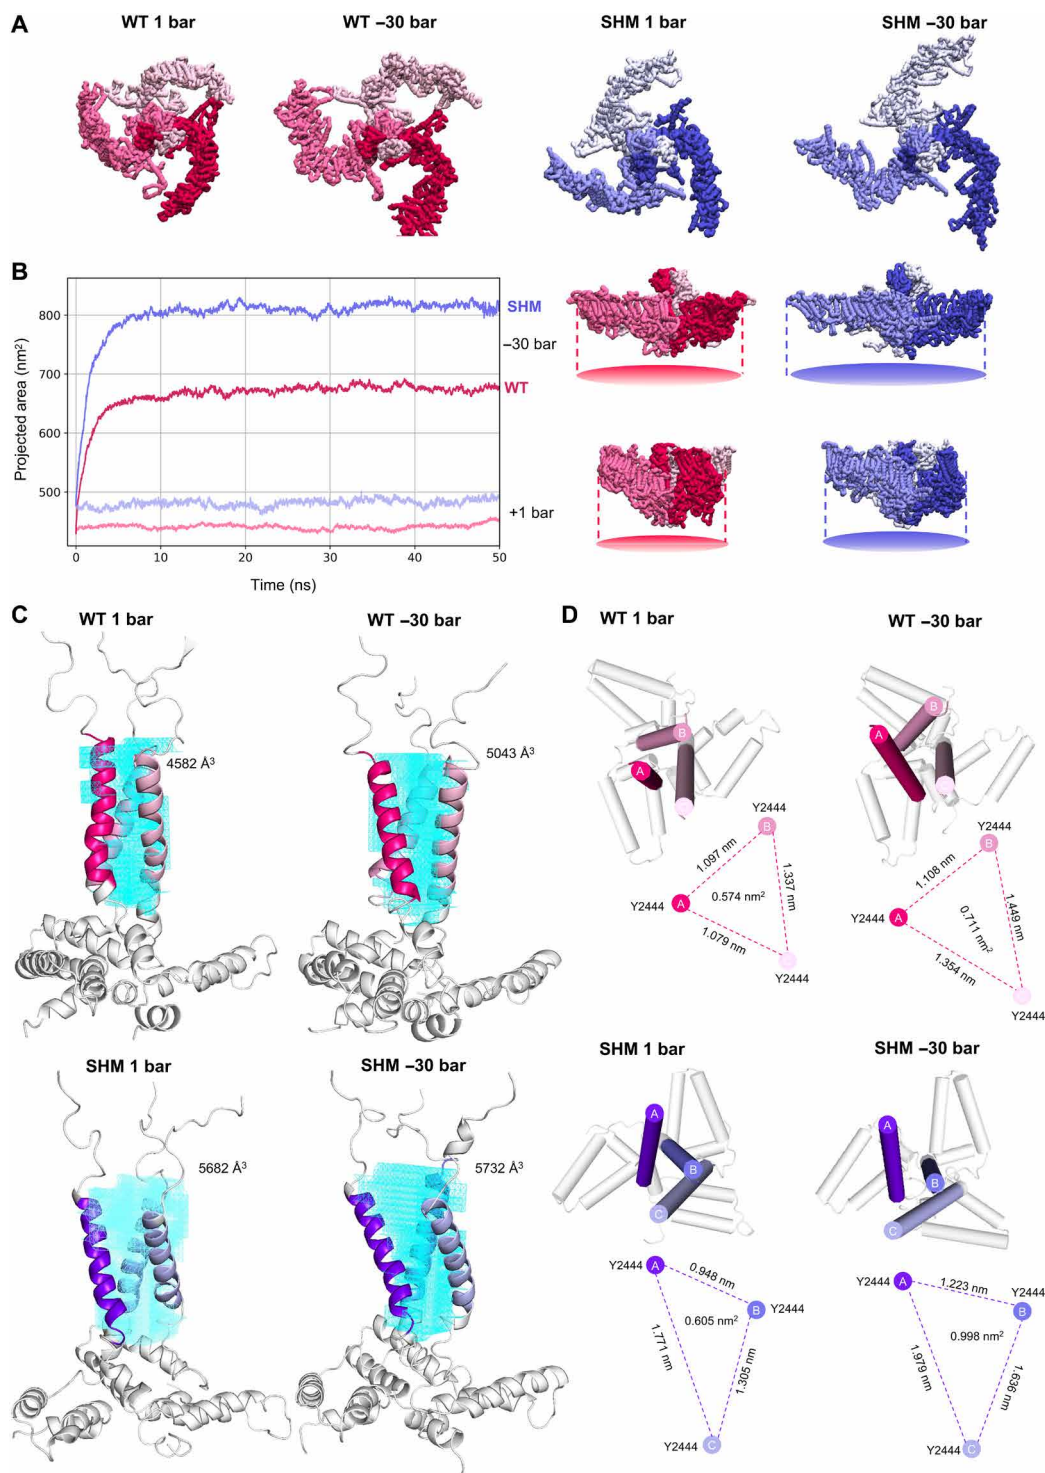 A
WT 1 bar
WT −30 bar
SHM 1 bar
SHM −30 bar
B
Projected area (nm²)
800
700
600
500
0
10
20
30
40
50
Time (ns)
SHM
−30 bar
WT
+1 bar
C
WT 1 bar
WT −30 bar
4582 Å³
5043 Å³
SHM 1 bar
SHM −30 bar
5682 Å³
5732 Å³
D
WT 1 bar
WT −30 bar
A
B
C
A
B
C
Y2444
B
1.097 nm
1.337 nm
0.574 nm²
Y2444
A
1.079 nm
Y2444
Y2444
B
1.108 nm
1.449 nm
0.711 nm²
Y2444
A
1.354 nm
Y2444
SHM 1 bar
SHM −30 bar
A
B
C
A
B
C
Y2444
A
0.948 nm
B
Y2444
0.605 nm²
1.771 nm
1.305 nm
Y2444
C
Y2444
A
1.223 nm
Y2444
B
0.998 nm²
1.979 nm
1.636 nm
Y2444
C